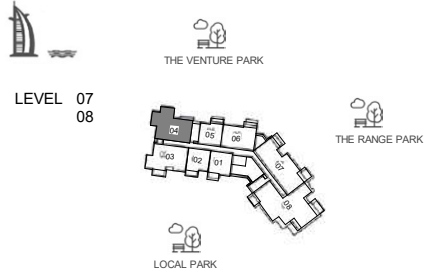 THE VENTURE PARK
LEVEL 07
08
THE RANGE PARK
04
05
06
03
02
01
07
08
LOCAL PARK